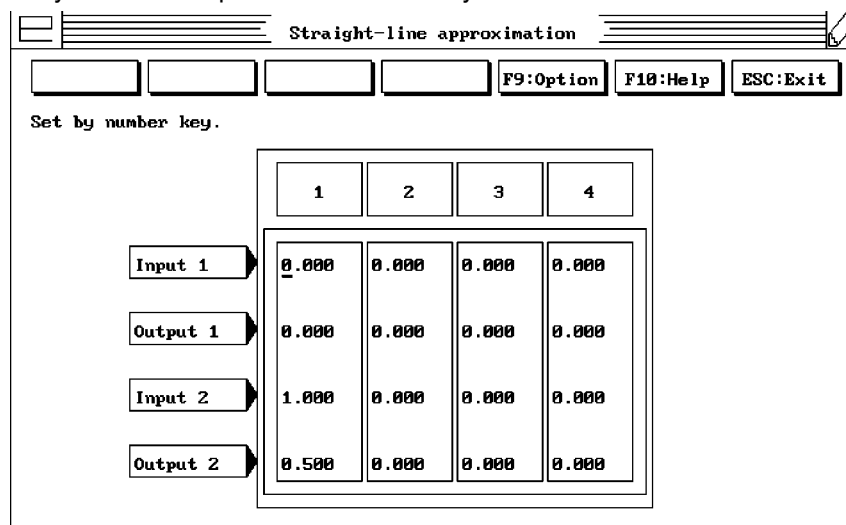 Straight-line approximation
F9:Option F10:Help ESC:Exit
Set by number key.
1 2 3 4
Input 1 0.000 0.000 0.000 0.000
Output 1 0.000 0.000 0.000 0.000
Input 2 1.000 0.000 0.000 0.000
Output 2 0.500 0.000 0.000 0.000